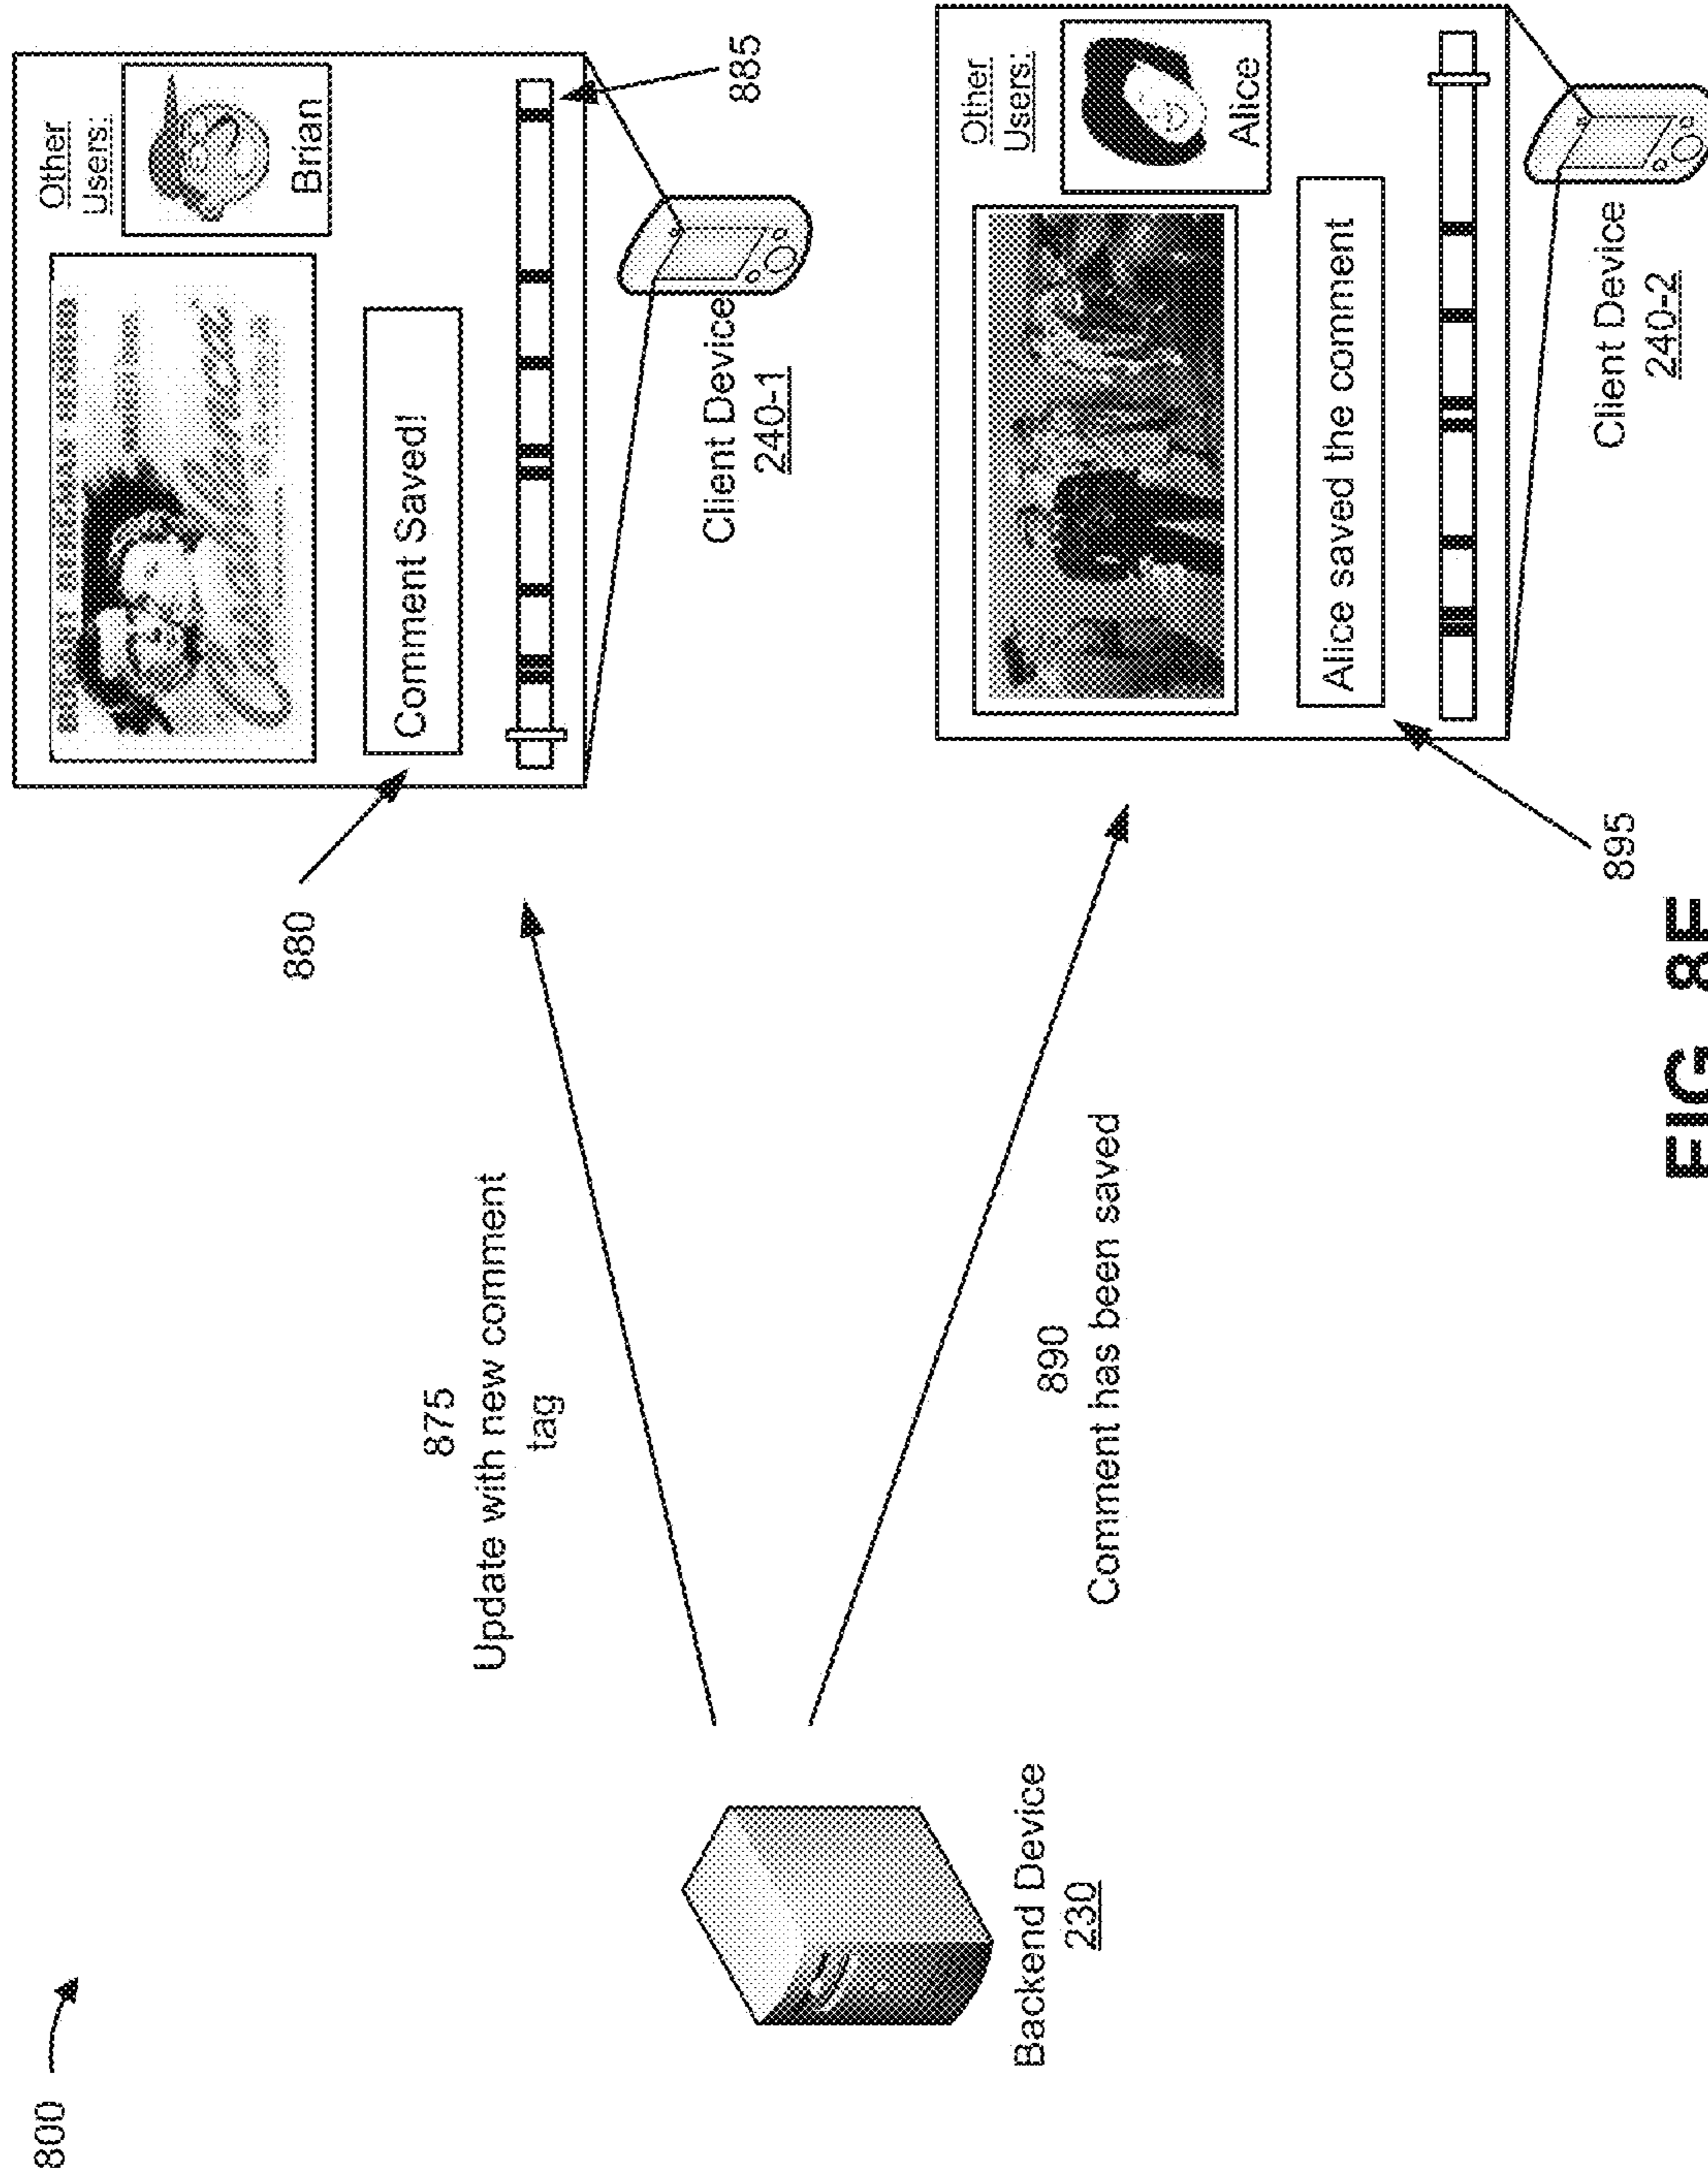 800
Backend Device
230
875
Update with new comment
tag
890
Comment has been saved
880
Other
Users:
Brian
Comment Saved!
885
Client Device
240-1
Other
Users:
Alice
Alice saved the comment
895
Client Device
240-2